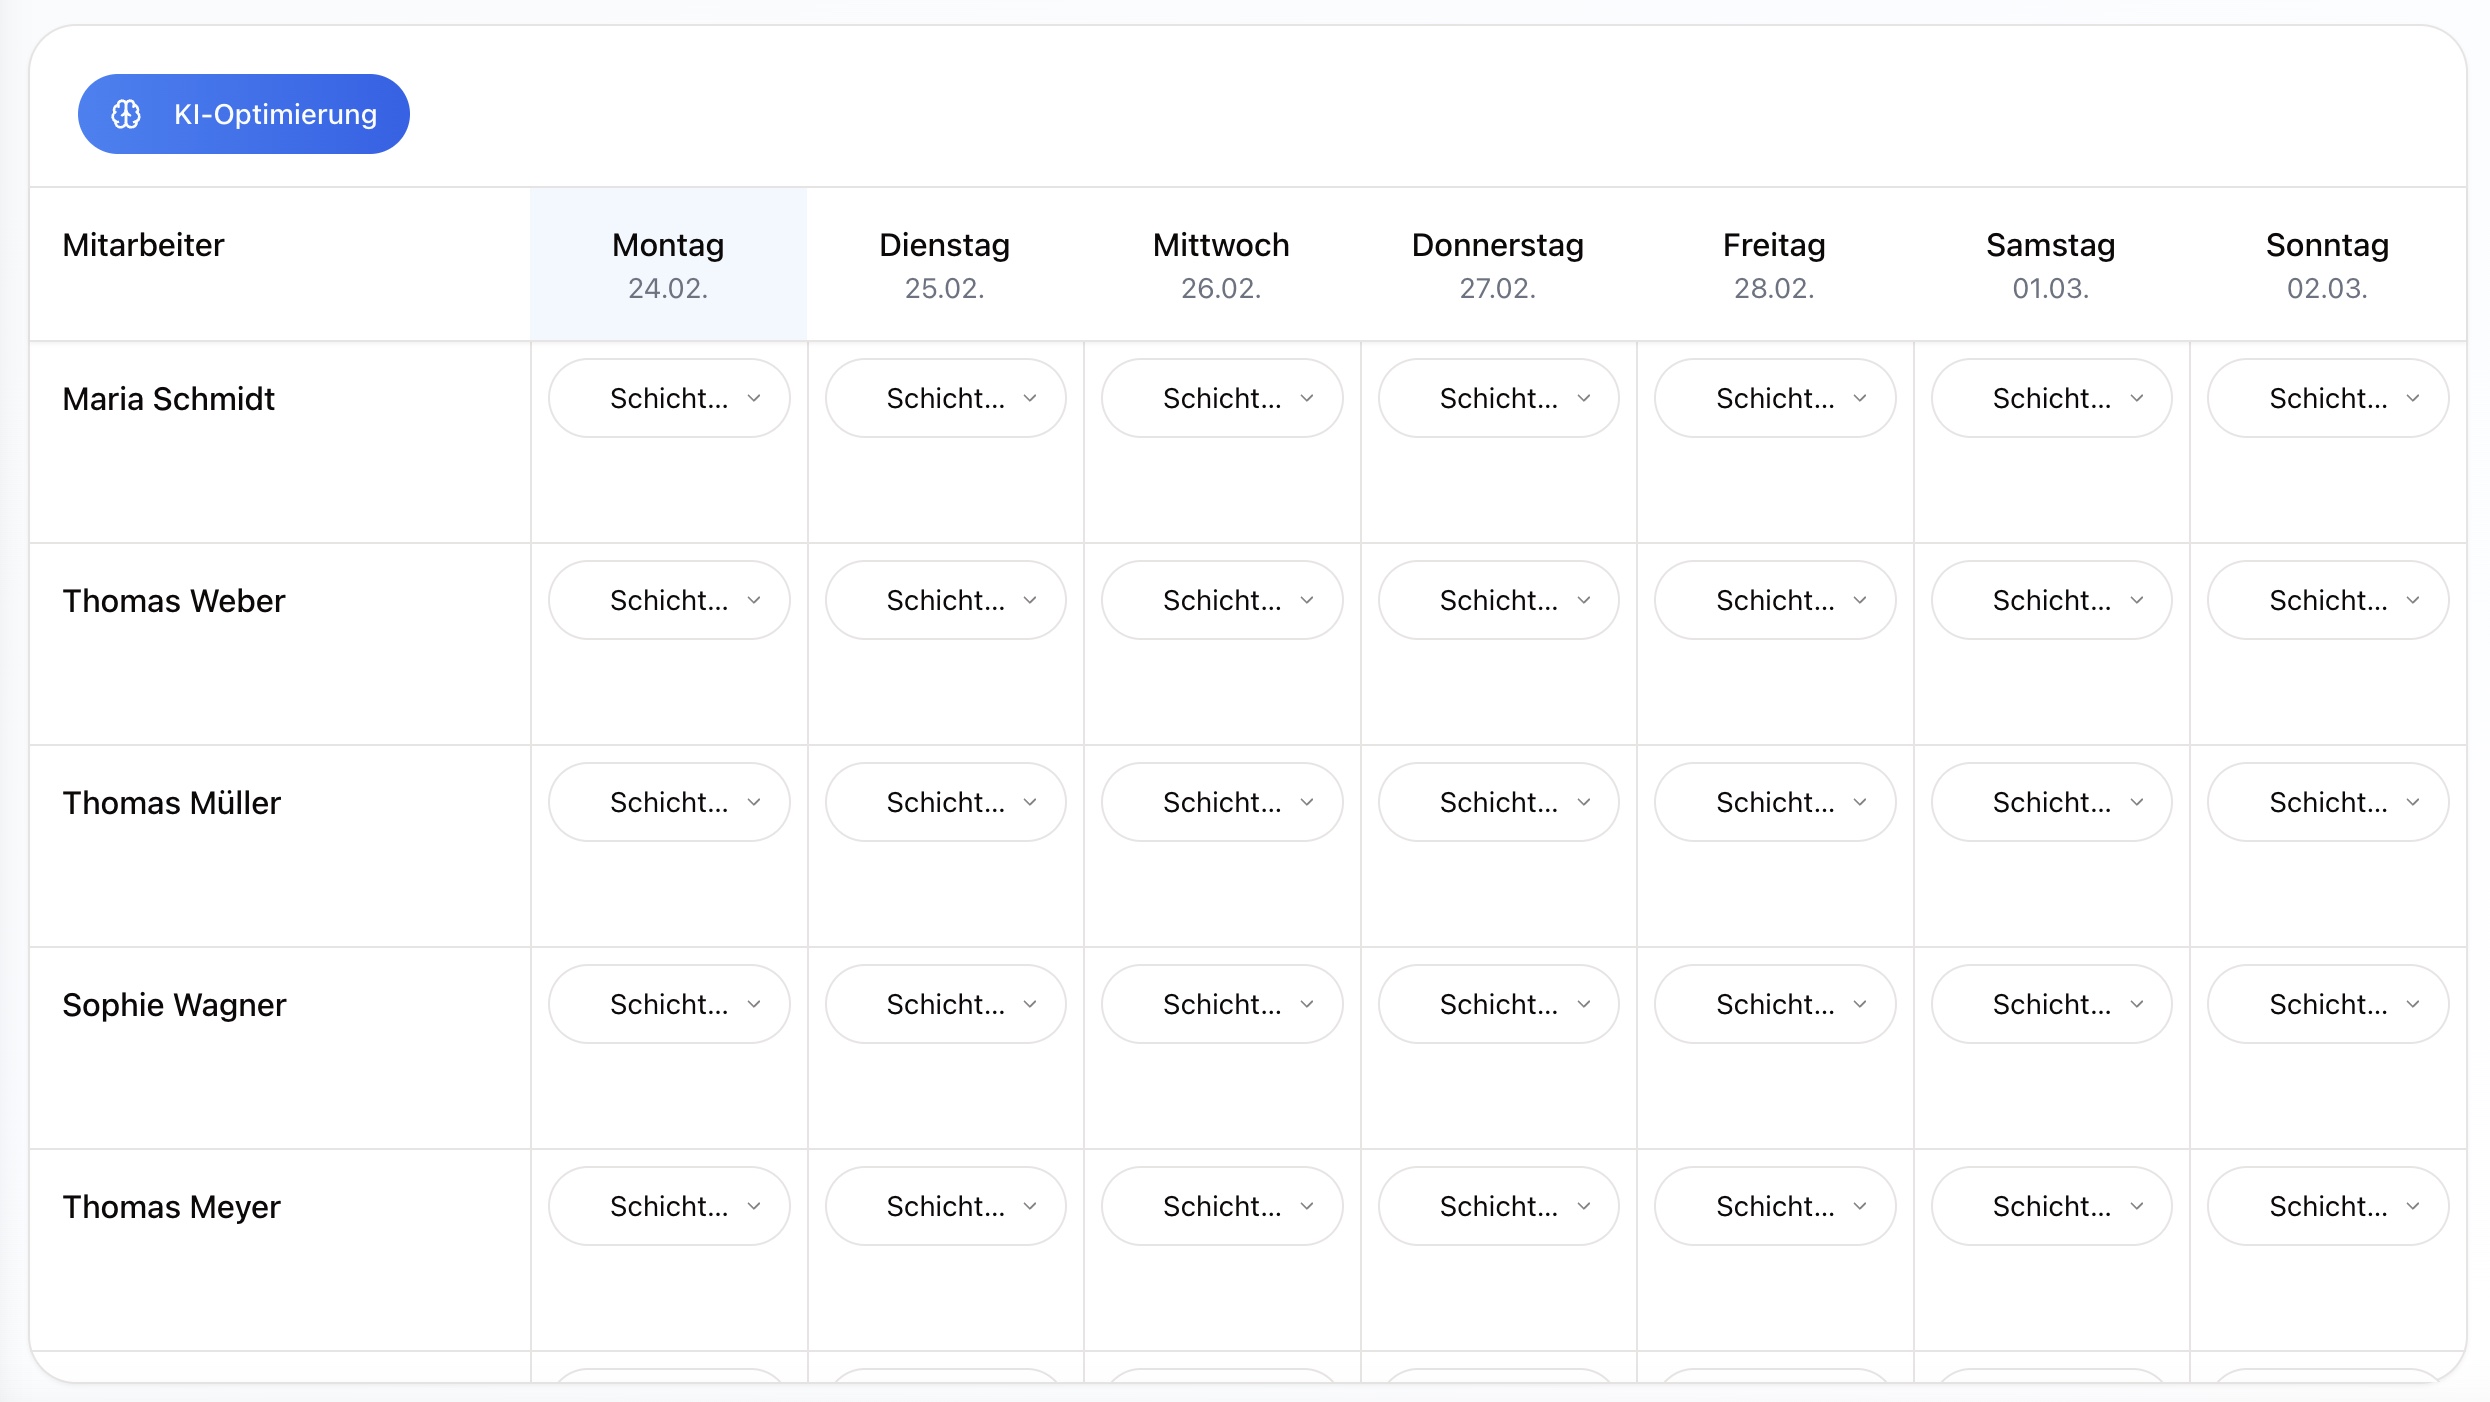 KI-Optimierung
Mitarbeiter Montag Dienstag Mittwoch Donnerstag Freitag Samstag Sonntag
24.02. 25.02. 26.02. 27.02. 28.02. 01.03. 02.03.
Maria Schmidt Schicht... Schicht... Schicht... Schicht... Schicht... Schicht... Schicht...
Thomas Weber Schicht... Schicht... Schicht... Schicht... Schicht... Schicht... Schicht...
Thomas Müller Schicht... Schicht... Schicht... Schicht... Schicht... Schicht... Schicht...
Sophie Wagner Schicht... Schicht... Schicht... Schicht... Schicht... Schicht... Schicht...
Thomas Meyer Schicht... Schicht... Schicht... Schicht... Schicht... Schicht... Schicht...